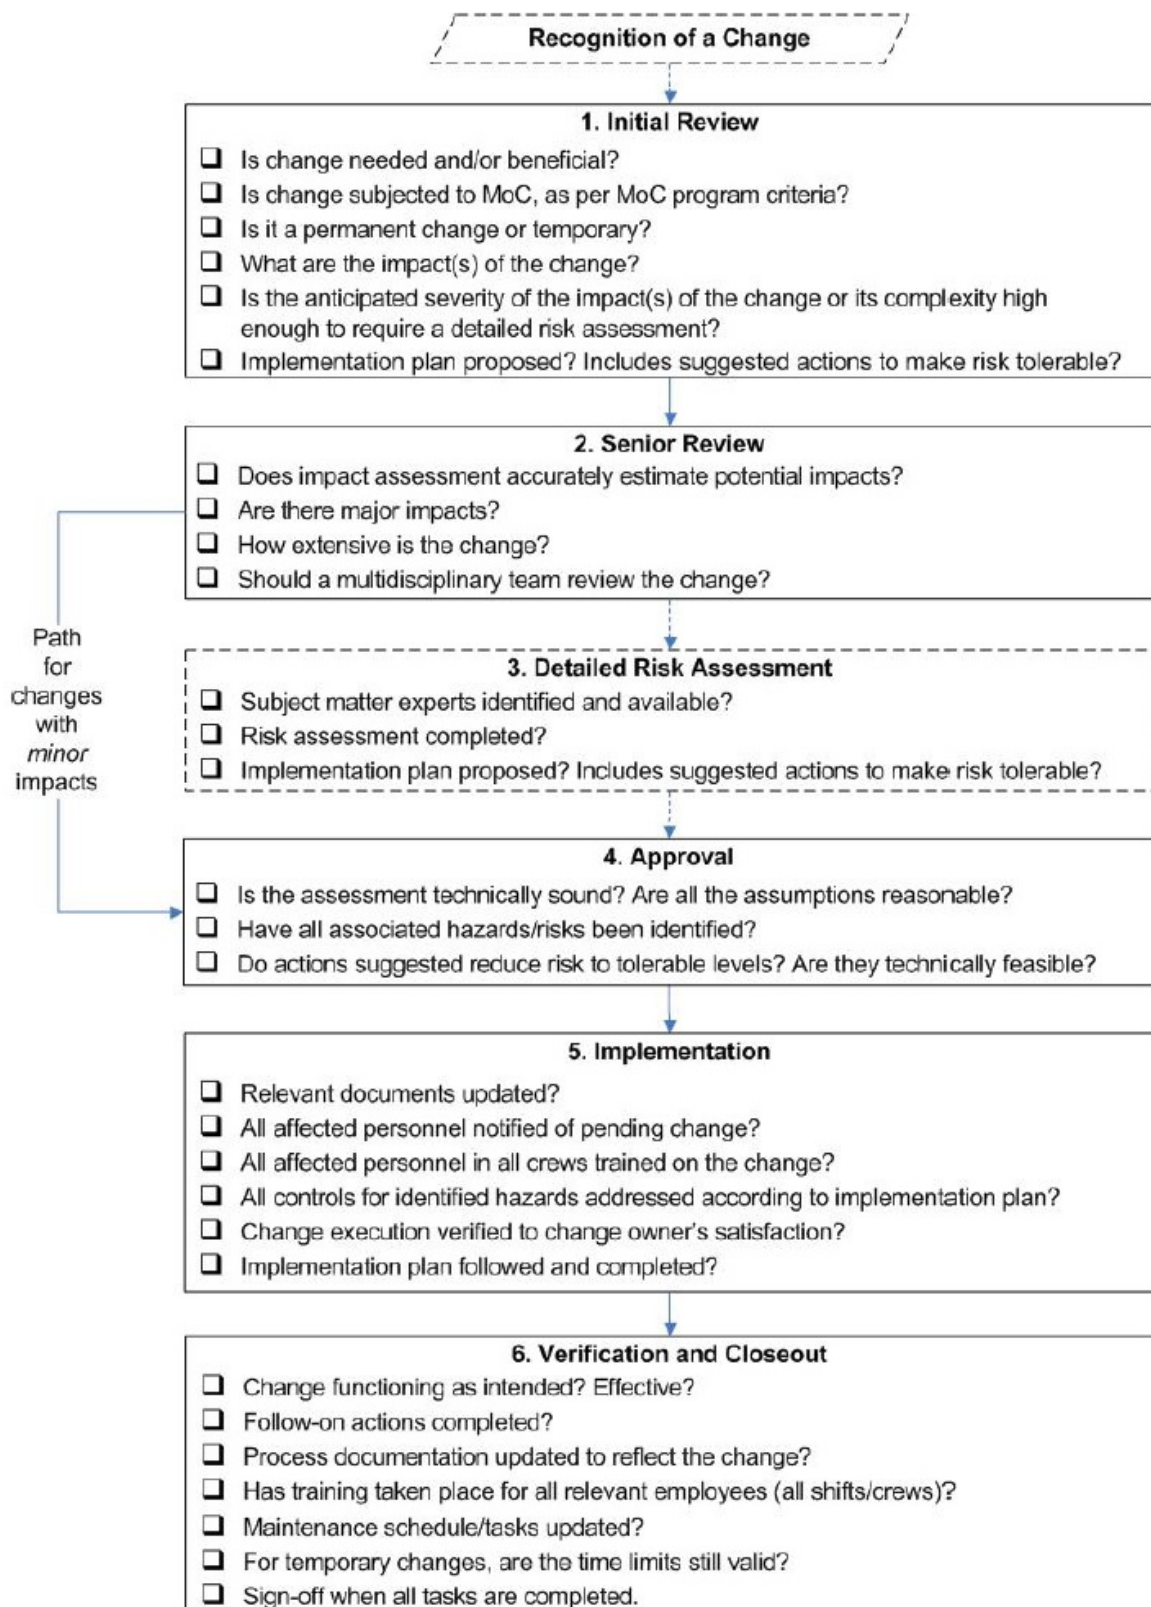 Recognition of a Change
1. Initial Review
Is change needed and/or beneficial?
Is change subjected to MoC, as per MoC program criteria?
Is it a permanent change or temporary?
What are the impact(s) of the change?
Is the anticipated severity of the impact(s) of the change or its complexity high
enough to require a detailed risk assessment?
Implementation plan proposed? Includes suggested actions to make risk tolerable?
2. Senior Review
Does impact assessment accurately estimate potential impacts?
Are there major impacts?
How extensive is the change?
Should a multidisciplinary team review the change?
Path
for
changes
with
minor
impacts
3. Detailed Risk Assessment
Subject matter experts identified and available?
Risk assessment completed?
Implementation plan proposed? Includes suggested actions to make risk tolerable?
4. Approval
Is the assessment technically sound? Are all the assumptions reasonable?
Have all associated hazards/risks been identified?
Do actions suggested reduce risk to tolerable levels? Are they technically feasible?
5. Implementation
Relevant documents updated?
All affected personnel notified of pending change?
All affected personnel in all crews trained on the change?
All controls for identified hazards addressed according to implementation plan?
Change execution verified to change owner's satisfaction?
Implementation plan followed and completed?
6. Verification and Closeout
Change functioning as intended? Effective?
Follow-on actions completed?
Process documentation updated to reflect the change?
Has training taken place for all relevant employees (all shifts/crews)?
Maintenance schedule/tasks updated?
For temporary changes, are the time limits still valid?
Sign-off when all tasks are completed.